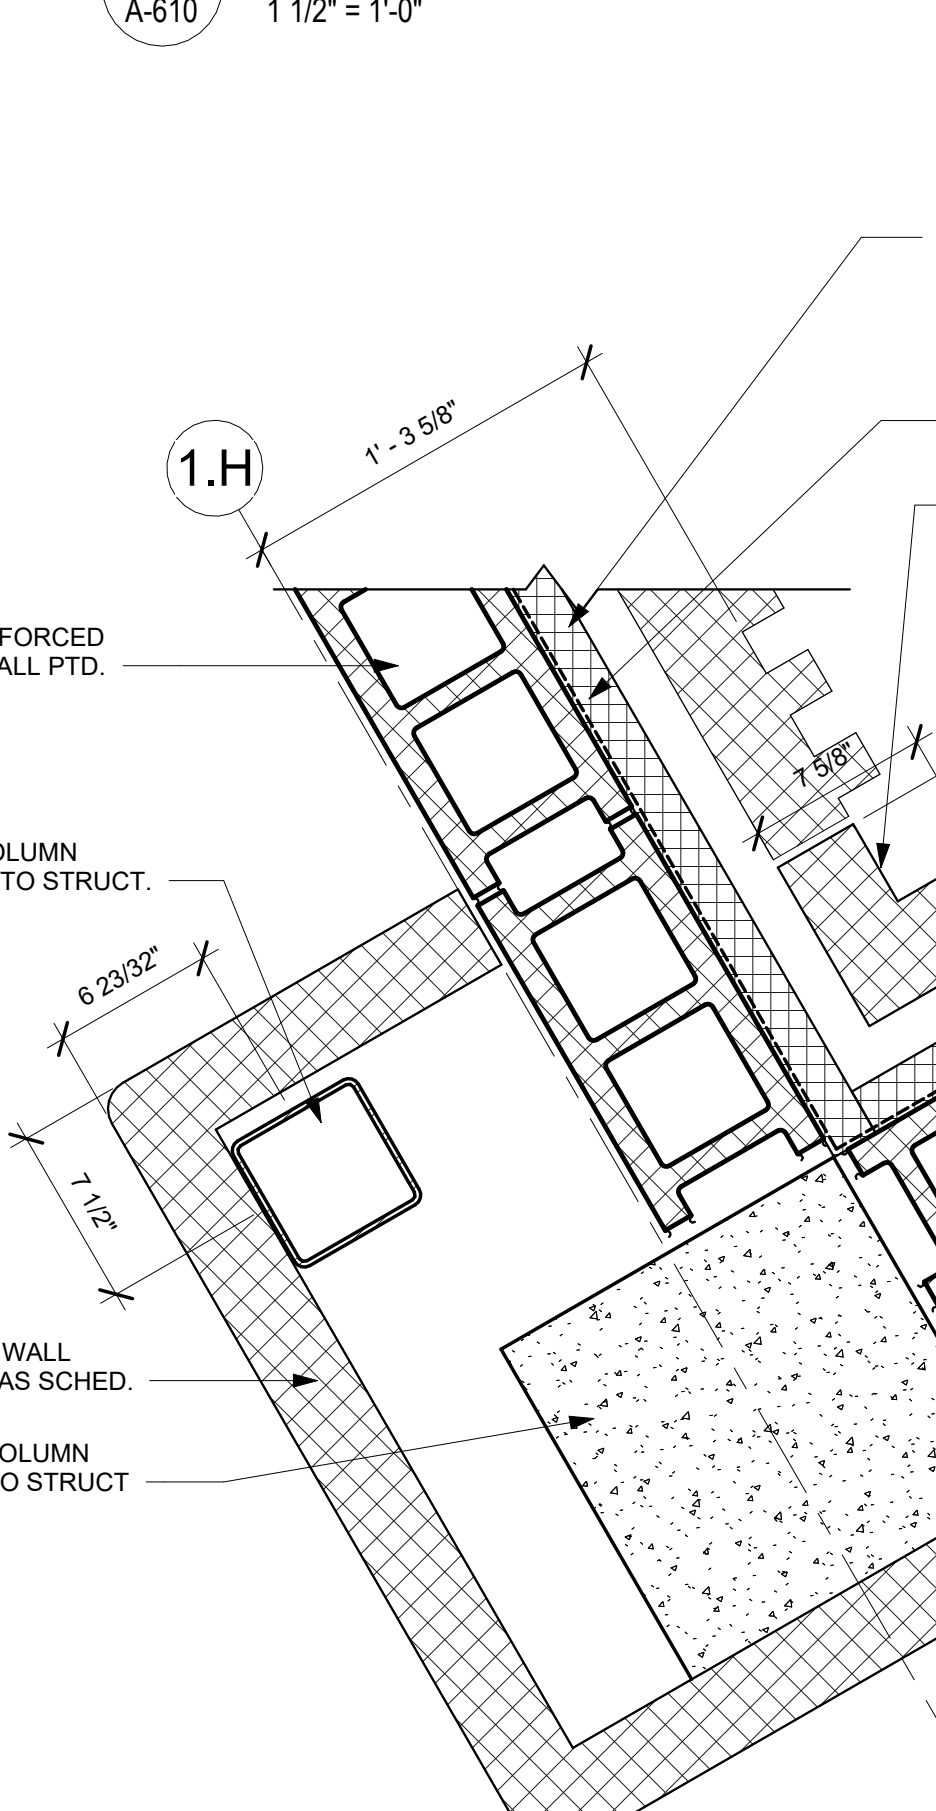 A-610
1 1/2" = 1'-0"
1' - 3 5/8"
1.H
FORCED
ALL PTD.
7 5/8"
OLUMN
TO STRUCT.
6 23/32"
7 1/2"
WALL
AS SCHED.
OLUMN
O STRUCT